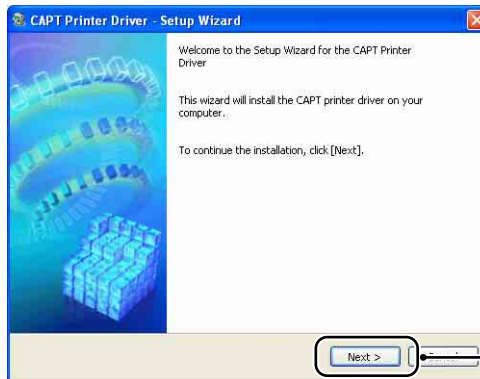 CAPT Printer Driver - Setup Wizard
Welcome to the Setup Wizard for the CAPT Printer
Driver
This wizard will install the CAPT printer driver on your
computer.
To continue the installation, click [Next].
Next >